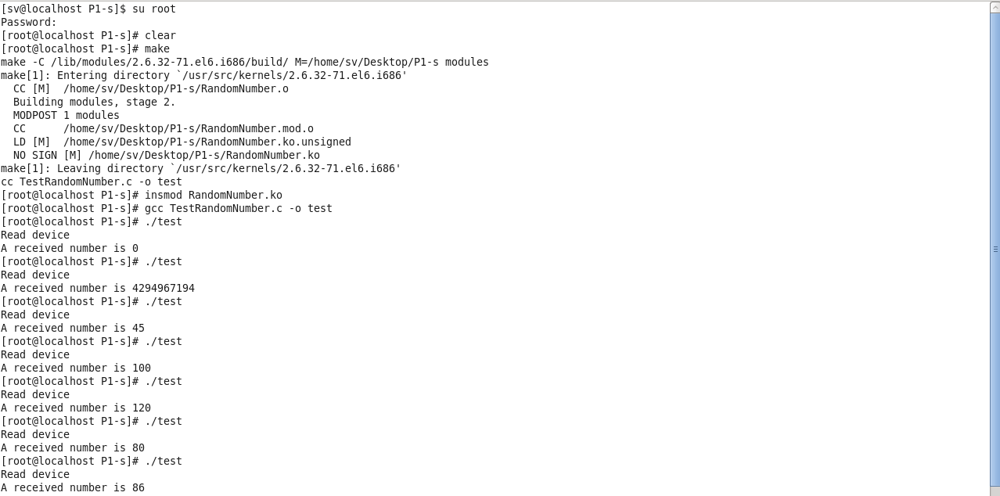 [sv@localhost P1-s]$ su root
Password:
[root@localhost P1-s]# clear
[root@localhost P1-s]# make
make -C /lib/modules/2.6.32-71.el6.i686/build/ M=/home/sv/Desktop/P1-s modules
make[1]: Entering directory `/usr/src/kernels/2.6.32-71.el6.i686'
  CC [M]  /home/sv/Desktop/P1-s/RandomNumber.o
  Building modules, stage 2.
  MODPOST 1 modules
  CC      /home/sv/Desktop/P1-s/RandomNumber.mod.o
  LD [M]  /home/sv/Desktop/P1-s/RandomNumber.ko.unsigned
  NO SIGN [M] /home/sv/Desktop/P1-s/RandomNumber.ko
make[1]: Leaving directory `/usr/src/kernels/2.6.32-71.el6.i686'
cc TestRandomNumber.c -o test
[root@localhost P1-s]# insmod RandomNumber.ko
[root@localhost P1-s]# gcc TestRandomNumber.c -o test
[root@localhost P1-s]# ./test
Read device
A received number is 0
[root@localhost P1-s]# ./test
Read device
A received number is 4294967194
[root@localhost P1-s]# ./test
Read device
A received number is 45
[root@localhost P1-s]# ./test
Read device
A received number is 100
[root@localhost P1-s]# ./test
Read device
A received number is 120
[root@localhost P1-s]# ./test
Read device
A received number is 80
[root@localhost P1-s]# ./test
Read device
A received number is 86